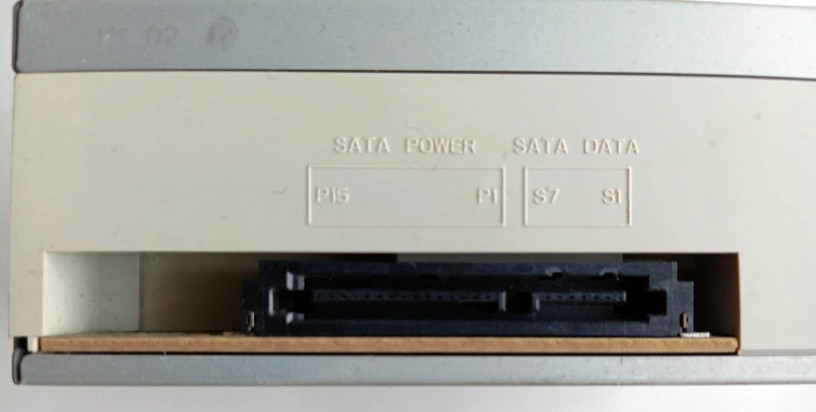 SATA POWER SATA DATA
P15 P1 S7 S1